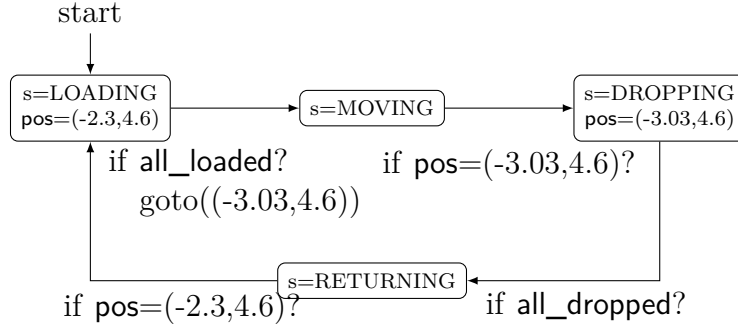 start
s=LOADING
pos=(-2.3,4.6)
s=MOVING
s=DROPPING
pos=(-3.03,4.6)
if all_loaded?
goto((-3.03,4.6))
if pos=(-3.03,4.6)?
s=RETURNING
if pos=(-2.3,4.6)?
if all_dropped?